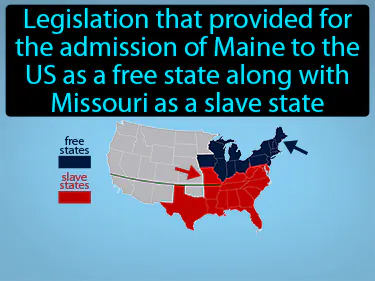 Legislation that provided for
the admission of Maine to the
US as a free state along with
Missouri as a slave state
free
states
slave
states